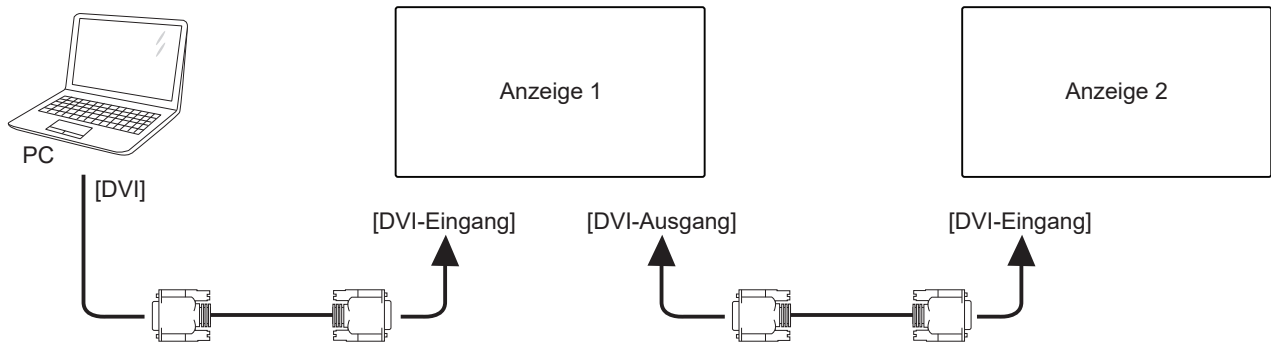 Anzeige 1
Anzeige 2
PC
[DVI]
[DVI-Eingang]
[DVI-Ausgang]
[DVI-Eingang]